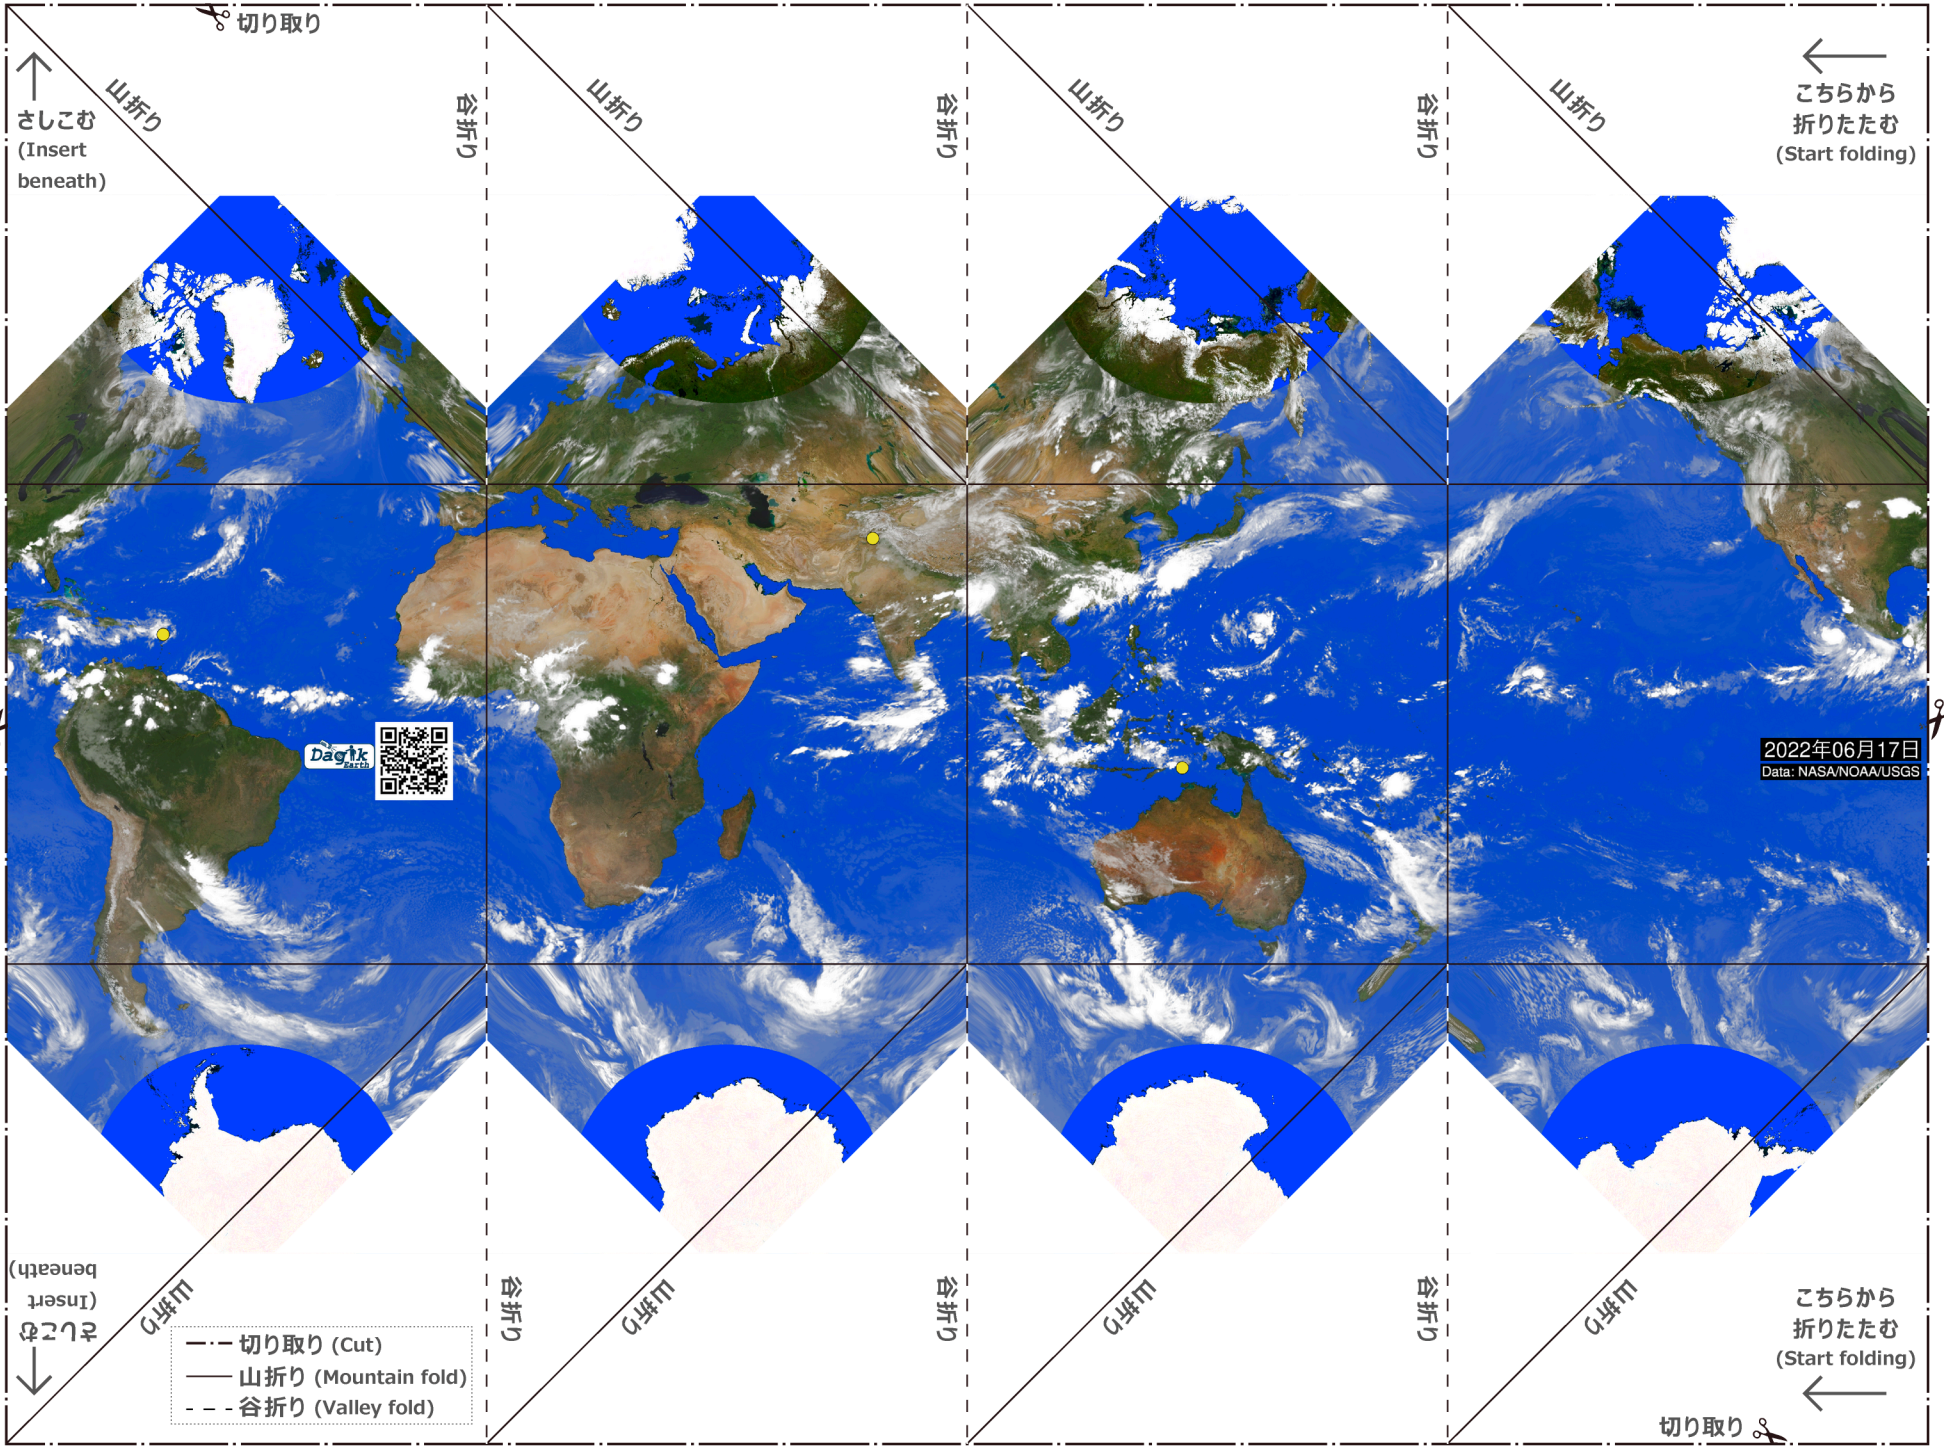 切り取り
山折り
谷折り
山折り
谷折り
山折り
谷折り
山折り
さしこむ
(Insert
beneath)
こちらから
折りたたむ
(Start folding)
Dagik
Earth
2022年06月17日
Data: NASA/NOAA/USGS
さしこむ
(Insert
beneath)
山折り
谷折り
山折り
谷折り
山折り
谷折り
山折り
こちらから
折りたたむ
(Start folding)
切り取り (Cut)
山折り (Mountain fold)
谷折り (Valley fold)
切り取り